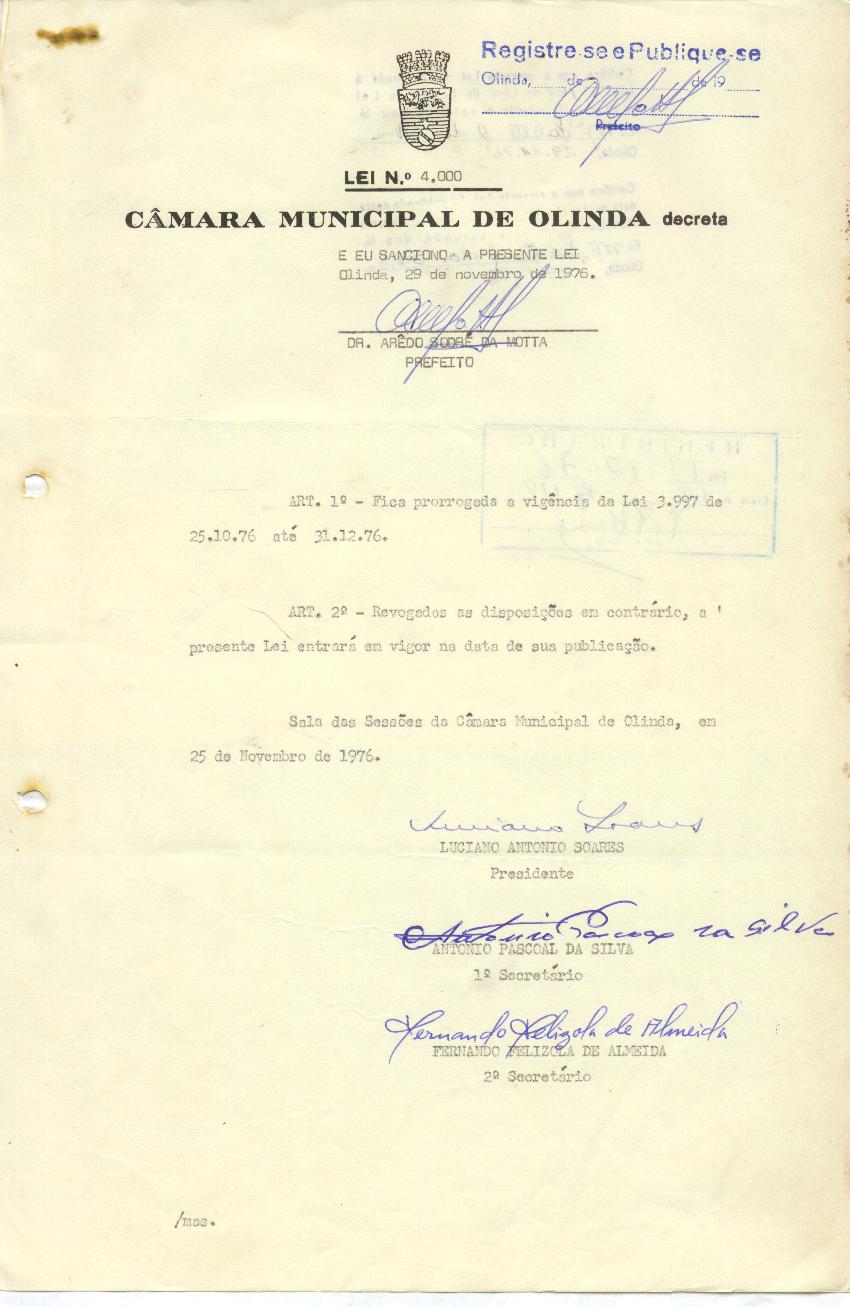 Registre-se e Publique-se
Olinda, de de 19
Prefeito
LEI N.º 4.000
CÂMARA MUNICIPAL DE OLINDA decreta
E EU SANCIONO A PRESENTE LEI
Olinda, 29 de novembro de 1976.
DR. ARÊDO SODRÉ DA MOTTA
PREFEITO
ART. 1º - Fica prorrogada a vigência da Lei 3.997 de
25.10.76 até 31.12.76.
ART. 2º - Revogadas as disposições em contrário, a '
presente Lei entrará em vigor na data de sua publicação.
Sala das Sessões da Câmara Municipal de Olinda, em
25 de Novembro de 1976.
Luciano Soares
LUCIANO ANTONIO SOARES
Presidente
Antonio Pascoal da Silva
ANTONIO PASCOAL DA SILVA
1º Secretário
Fernando Felizola de Almeida
FERNANDO FELIZOLA DE ALMEIDA
2º Secretário
/mas.